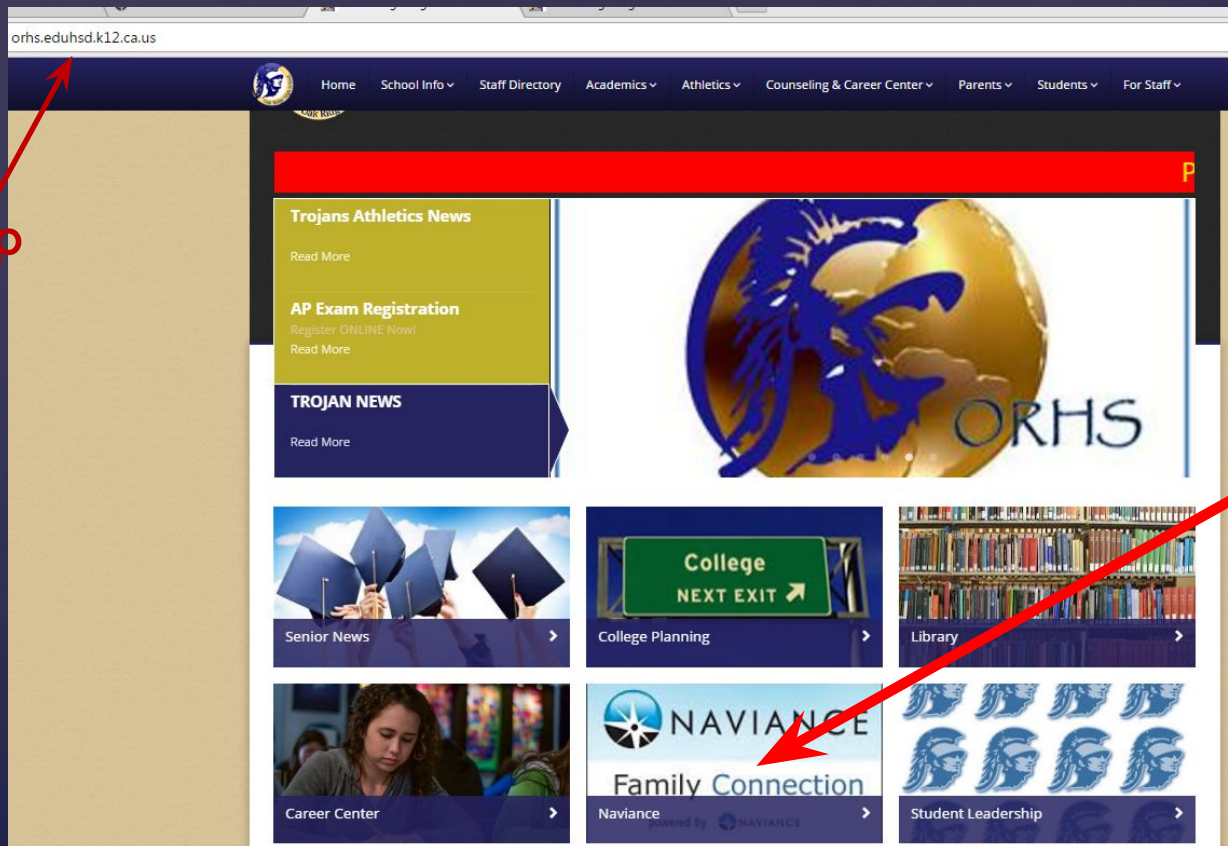 orhs.eduhsd.k12.ca.us
Home School Info Staff Directory Academics Athletics Counseling & Career Center Parents Students For Staff
Oak Ridge
P
p
Trojans Athletics News
Read More
AP Exam Registration
Register ONLINE Now!
Read More
TROJAN NEWS
Read More
ORHS
College
NEXT EXIT
Senior News
College Planning
Library
NAVIANCE
Family Connection
powered by NAVIANCE
Career Center
Naviance
Student Leadership